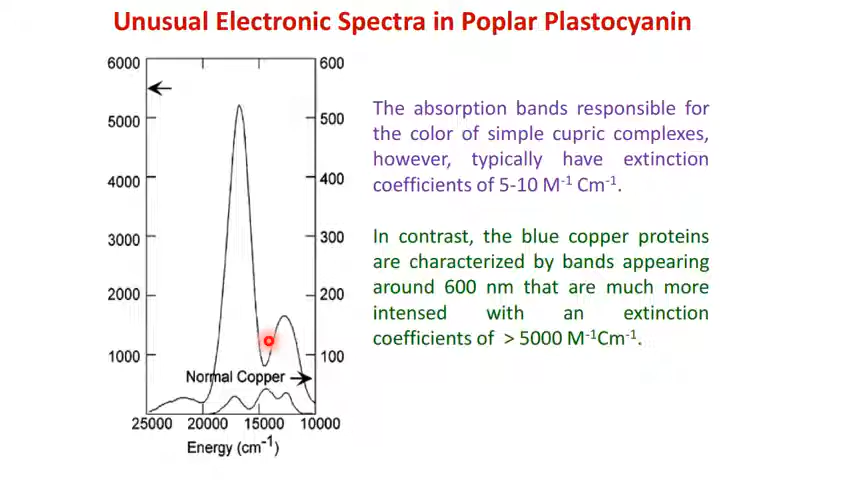 Unusual Electronic Spectra in Poplar Plastocyanin
6000 600
5000 500
4000 400
3000 300
2000 200
1000 100
Normal Copper
25000 20000 15000 10000
Energy (cm-1)
The absorption bands responsible for
the color of simple cupric complexes,
however, typically have extinction
coefficients of 5-10 M-1 Cm-1.
In contrast, the blue copper proteins
are characterized by bands appearing
around 600 nm that are much more
intensed with an extinction
coefficients of > 5000 M-1Cm-1.